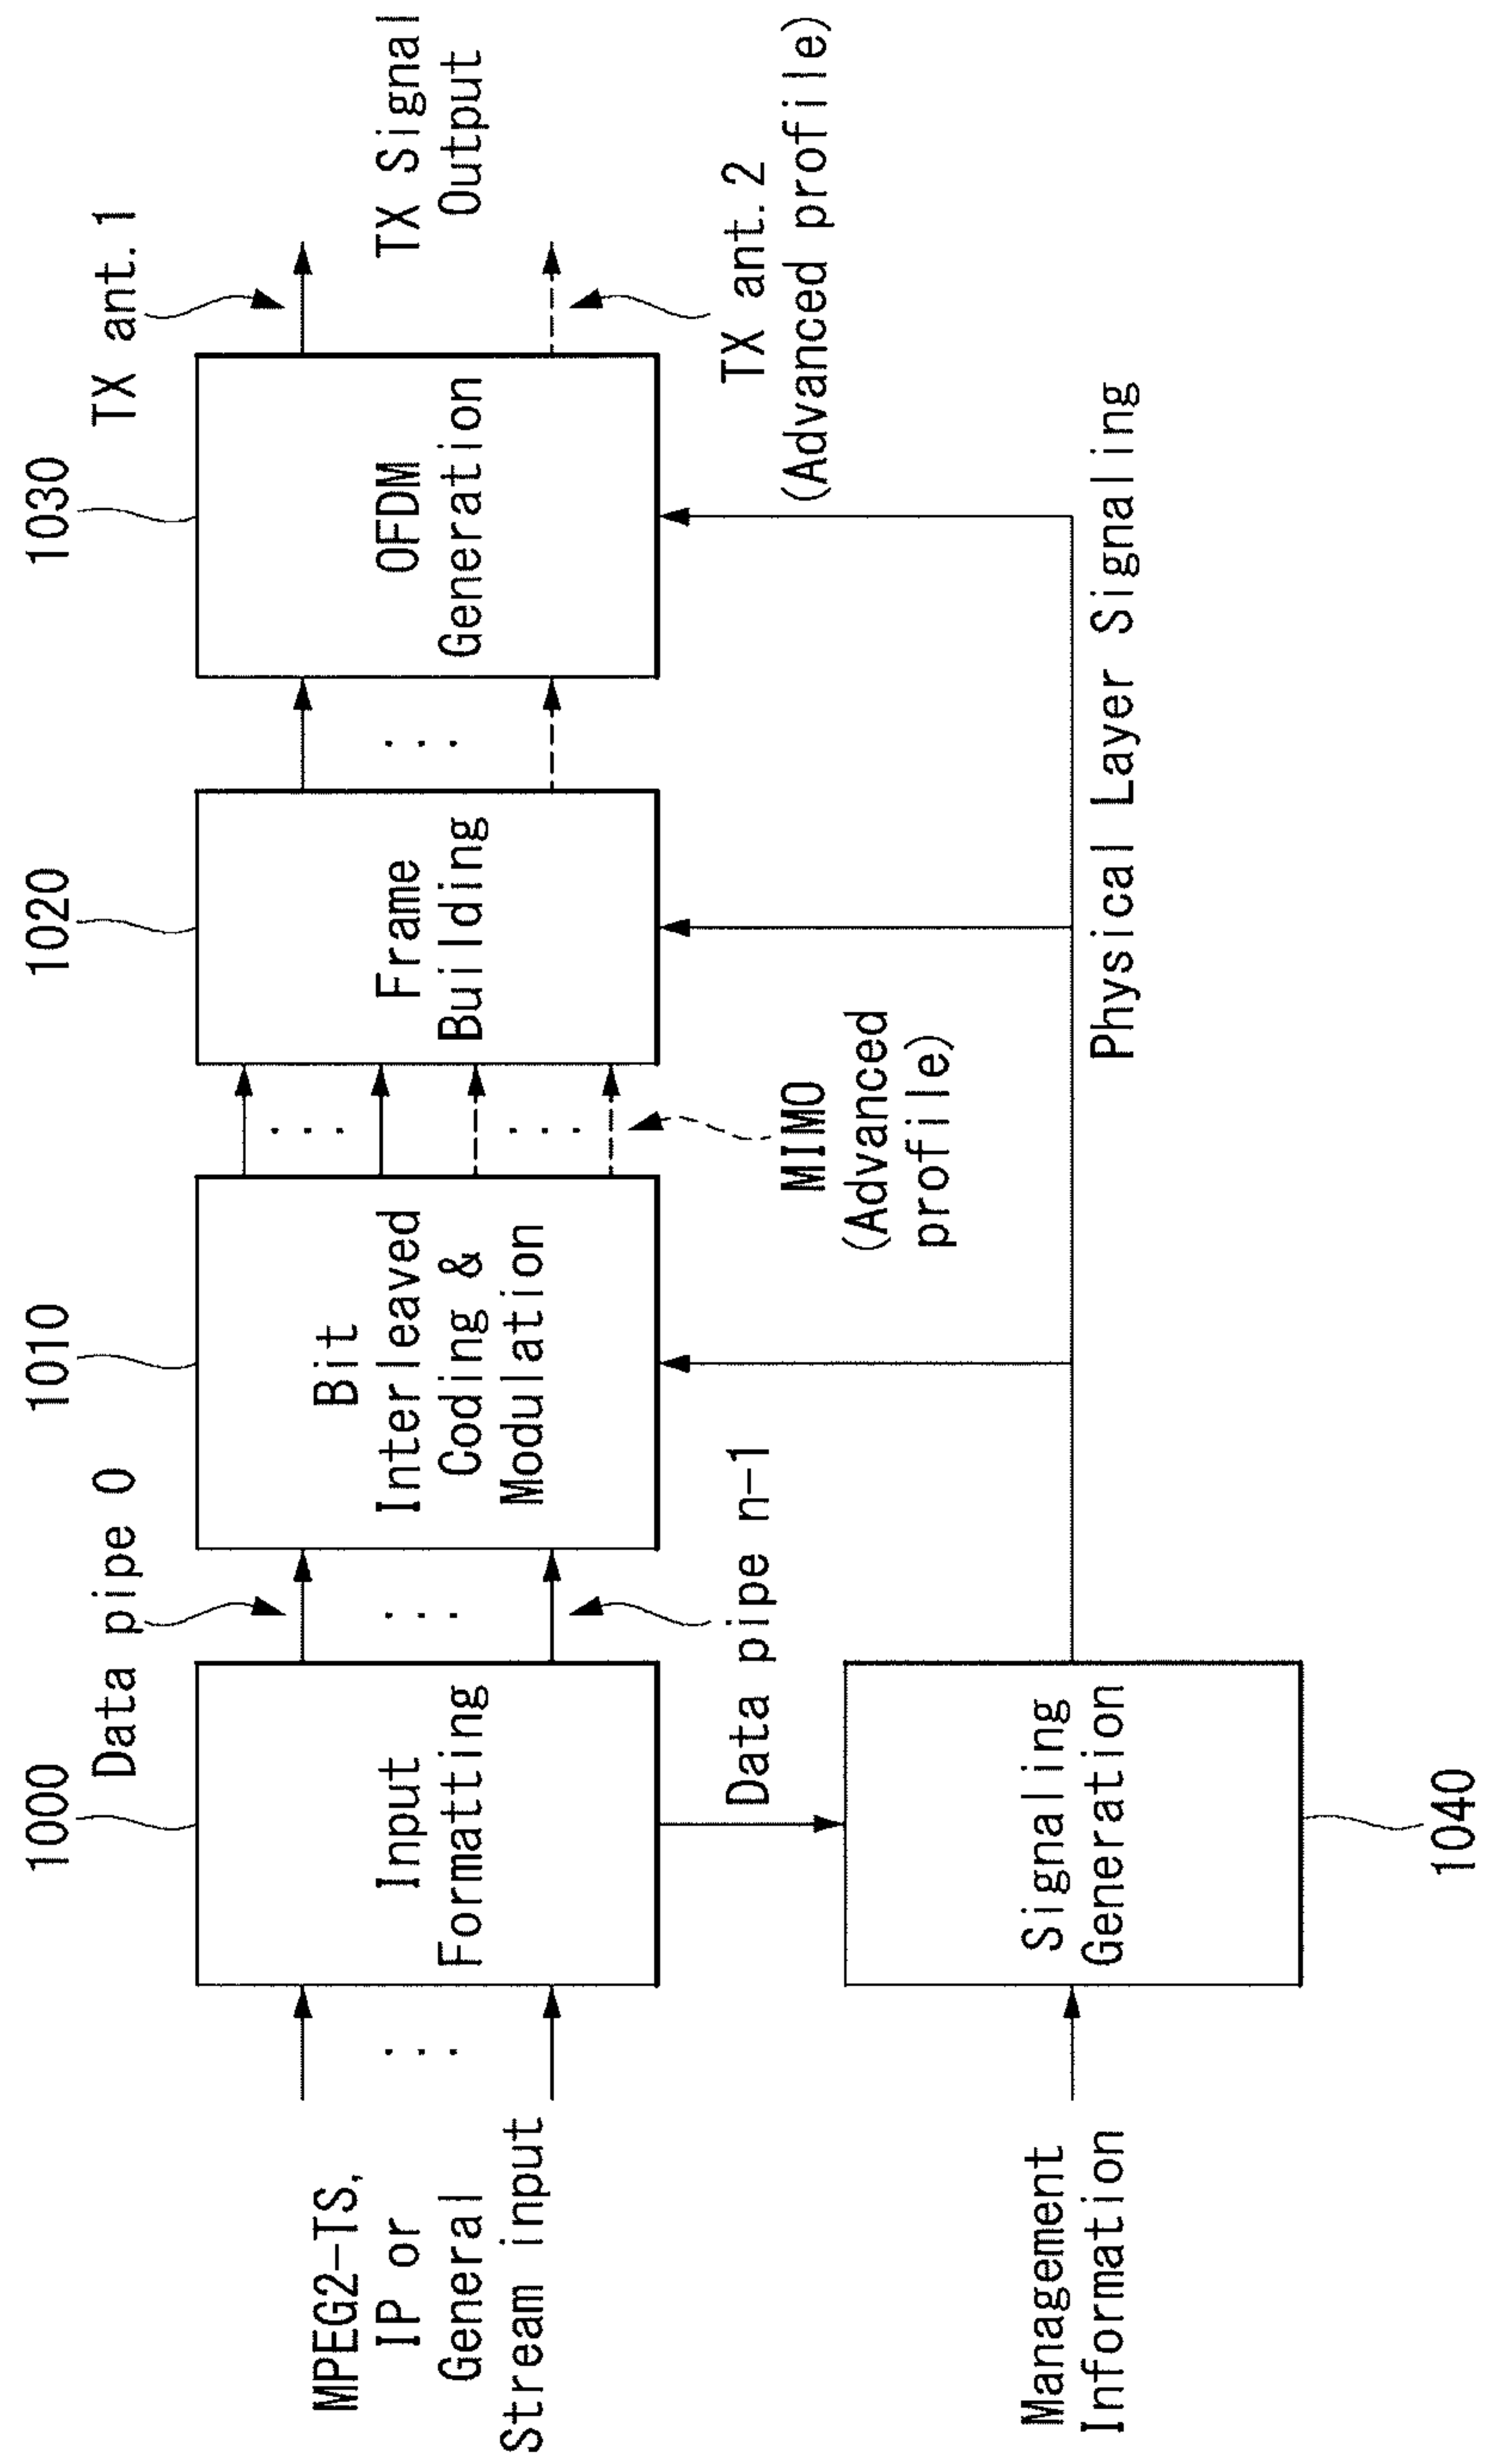 1000
1010
1020
1030
Data pipe 0
TX ant.1
MPEG2-TS,
IP or
General
Stream input
Input
Formatting
Bit
Interleaved
Coding &
Modulation
Frame
Building
OFDM
Generation
TX Signal
Output
Data pipe n-1
MIMO
(Advanced
profile)
TX ant.2
(Advanced profile)
Management
Information
Signaling
Generation
Physical Layer Signaling
1040